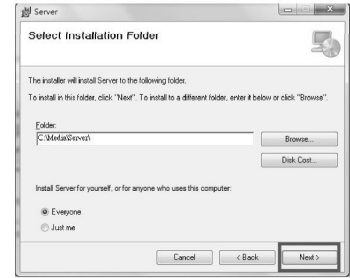 Server
Select Installation Folder
The installer will install Server to the following folder.
To install in this folder, click "Next". To install to a different folder, enter it below or click "Browse".
Folder:
C:\Media\Server\
Browse...
Disk Cost...
Install Server for yourself, or for anyone who uses this computer:
Everyone
Just me
Cancel
< Back
Next >